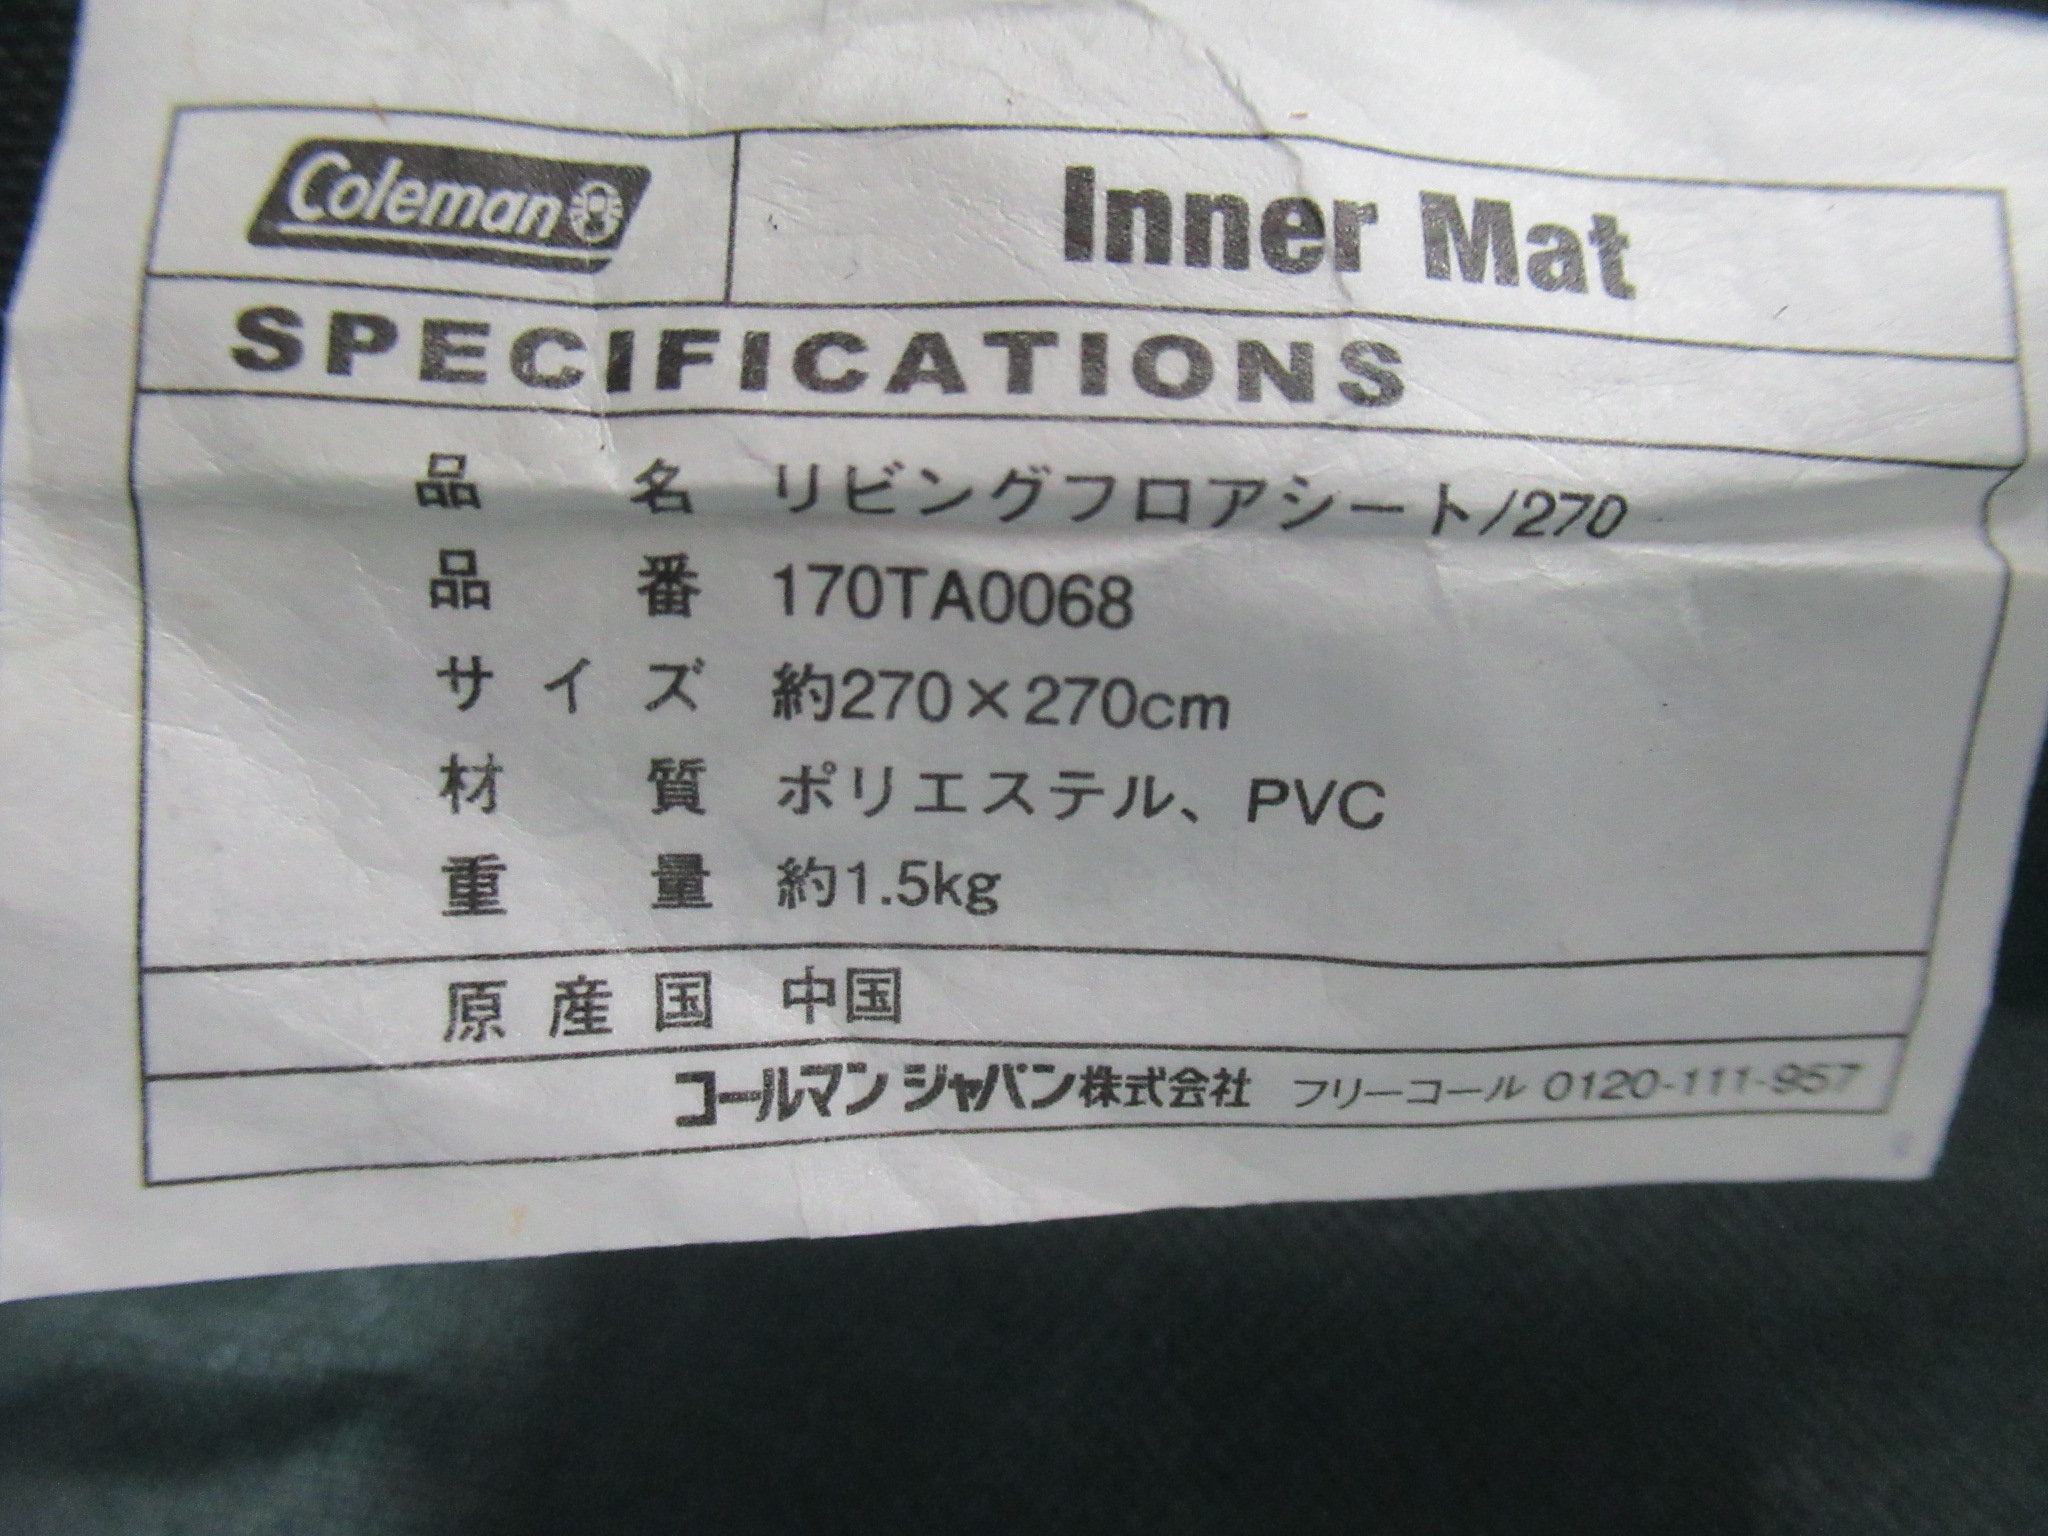 Coleman
Inner Mat
SPECIFICATIONS
品名 リビングフロアシート/270
品番 170TA0068
サイズ 約270×270cm
材質 ポリエステル、PVC
重量 約1.5kg
原産国 中国
コールマン ジャパン株式会社 フリーコール 0120-111-957